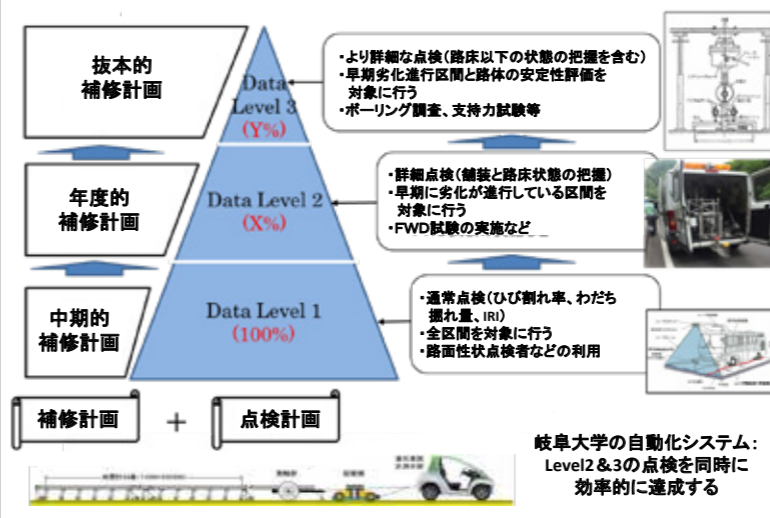 抜本的
補修計画
Data
Level 3
(Y%)
・より詳細な点検(路床以下の状態の把握を含む)
・早期劣化進行区間と路体の安定性評価を
対象に行う
・ボーリング調査、支持力試験等
年度的
補修計画
Data Level 2
(X%)
・詳細点検(舗装と路床状態の把握)
・早期に劣化が進行している区間を
対象に行う
・FWD試験の実施など
中期的
補修計画
Data Level 1
(100%)
・通常点検(ひび割れ率、わだち
掘れ量、IRI)
・全区間を対象に行う
・路面性状点検者などの利用
補修計画
+
点検計画
岐阜大学の自動化システム:
Level2&3の点検を同時に
効率的に達成する